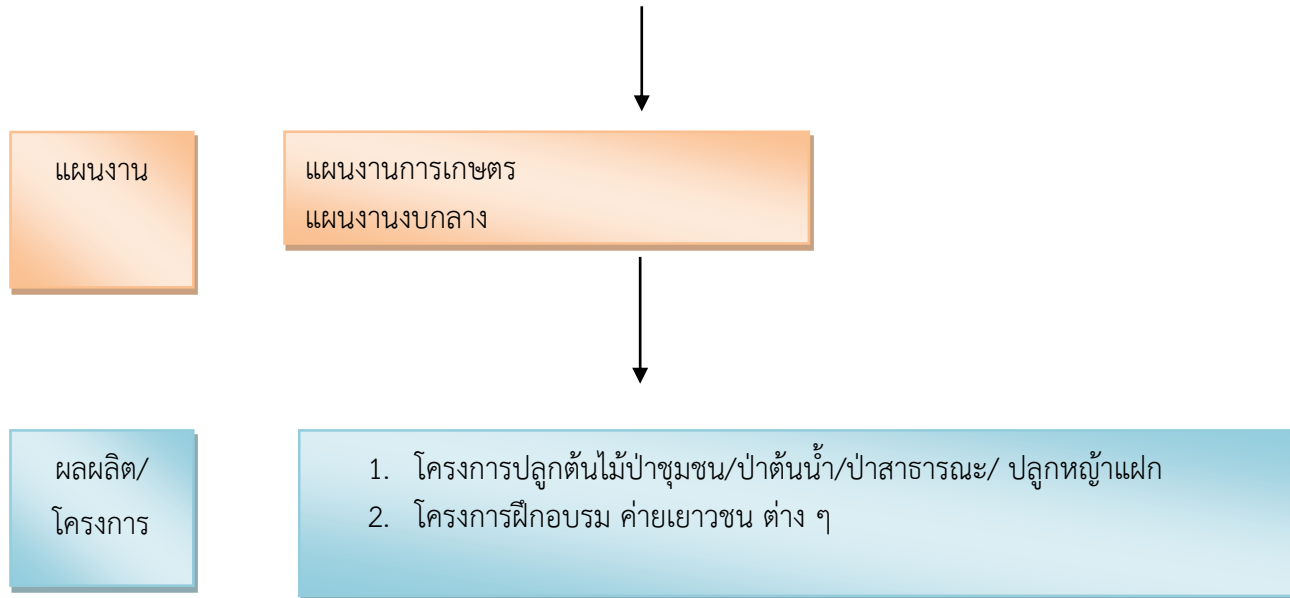 แผนงาน
แผนงานการเกษตร
แผนงานงบกลาง
ผลผลิต/
โครงการ
1. โครงการปลูกต้นไม้ป่าชุมชน/ป่าต้นน้ำ/ป่าสาธารณะ/ ปลูกหญ้าแฝก
2. โครงการฝึกอบรม ค่ายเยาวชน ต่าง ๆ